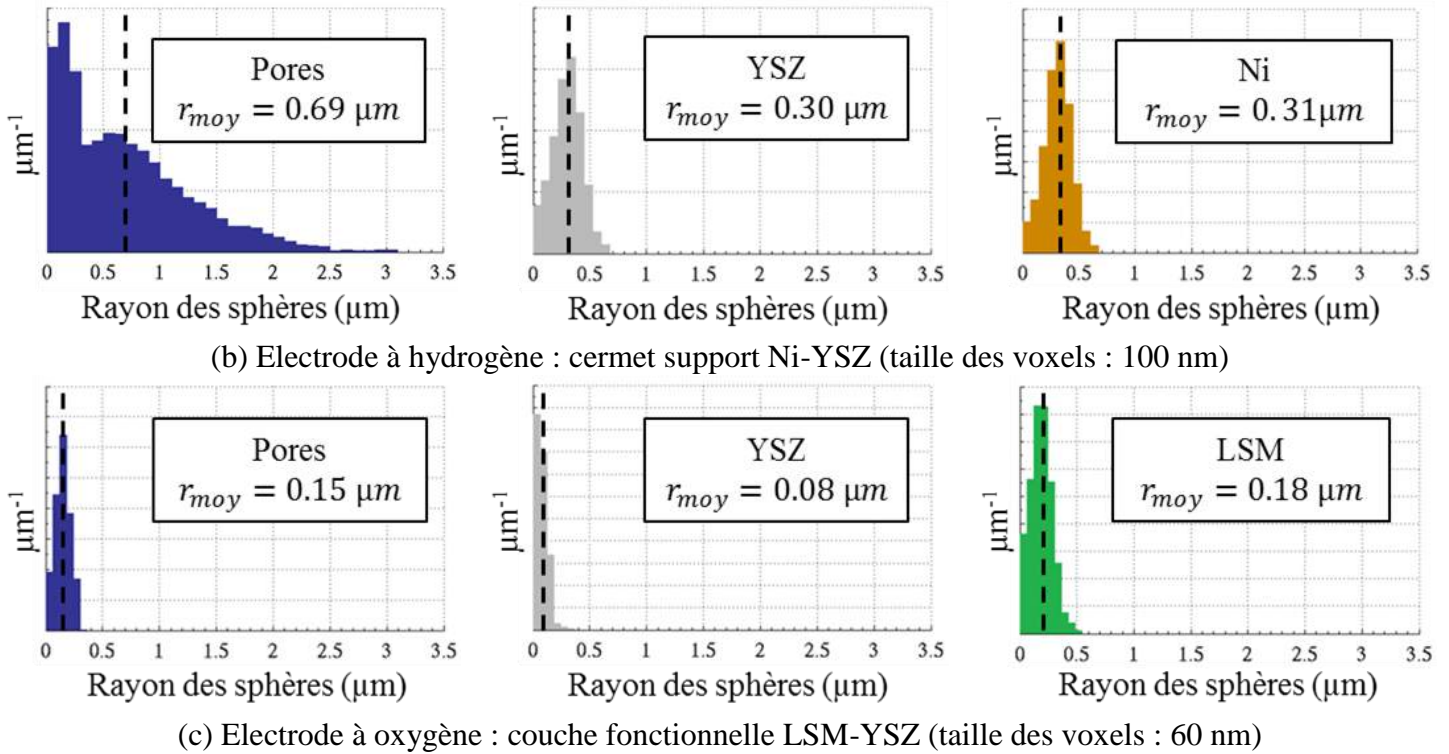 Pores
r_moy = 0.69 µm
µm⁻¹
0 0.5 1 1.5 2 2.5 3 3.5
Rayon des sphères (µm)
YSZ
r_moy = 0.30 µm
µm⁻¹
0 0.5 1 1.5 2 2.5 3 3.5
Rayon des sphères (µm)
Ni
r_moy = 0.31µm
µm⁻¹
0 0.5 1 1.5 2 2.5 3 3.5
Rayon des sphères (µm)
(b) Electrode à hydrogène : cermet support Ni-YSZ (taille des voxels : 100 nm)
Pores
r_moy = 0.15 µm
µm⁻¹
0 0.5 1 1.5 2 2.5 3 3.5
Rayon des sphères (µm)
YSZ
r_moy = 0.08 µm
µm⁻¹
0 0.5 1 1.5 2 2.5 3 3.5
Rayon des sphères (µm)
LSM
r_moy = 0.18 µm
µm⁻¹
0 0.5 1 1.5 2 2.5 3 3.5
Rayon des sphères (µm)
(c) Electrode à oxygène : couche fonctionnelle LSM-YSZ (taille des voxels : 60 nm)